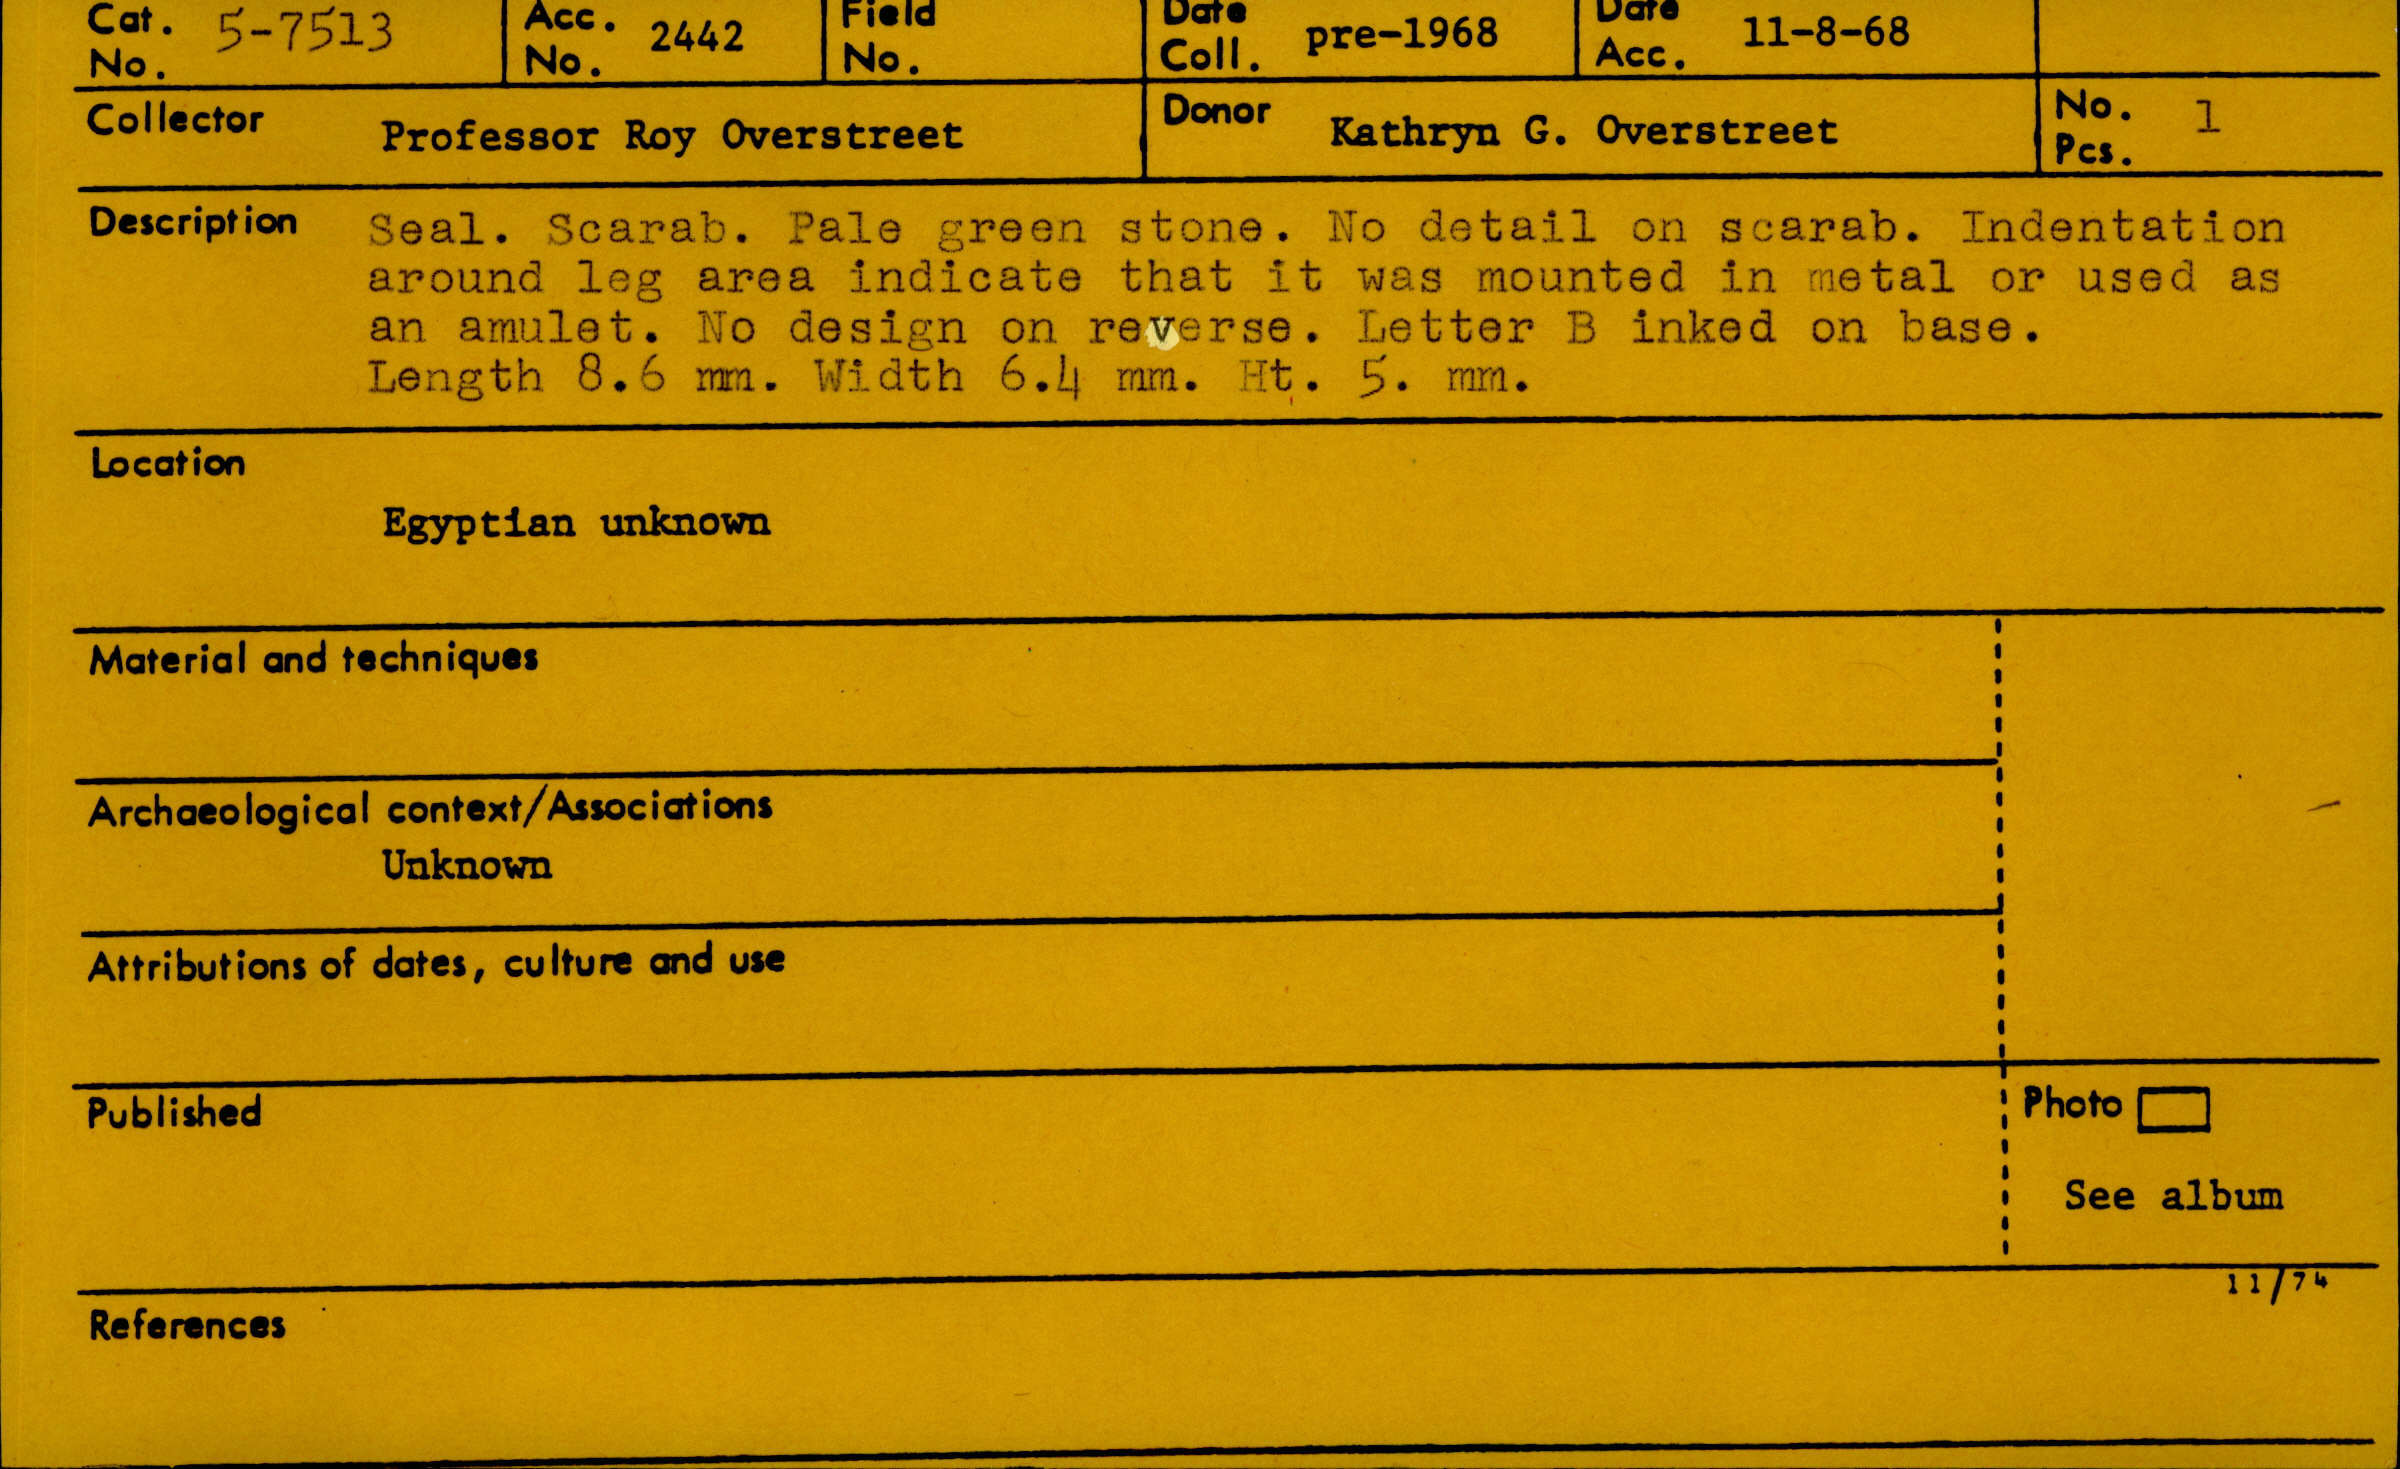 Cat. No. 5-7513 Acc. No. 2442 Field No. Date Coll. pre-1968 Date Acc. 11-8-68
Collector Professor Roy Overstreet Donor Kathryn G. Overstreet No. Pcs. 1
Description Seal. Scarab. Pale green stone. No detail on scarab. Indentation
around leg area indicate that it was mounted in metal or used as
an amulet. No design on reverse. Letter B inked on base.
Length 8.6 mm. Width 6.4 mm. Ht. 5. mm.
Location
Egyptian unknown
Material and techniques
Archaeological context/Associations
Unknown
Attributions of dates, culture and use
Published
Photo
See album
11/74
References